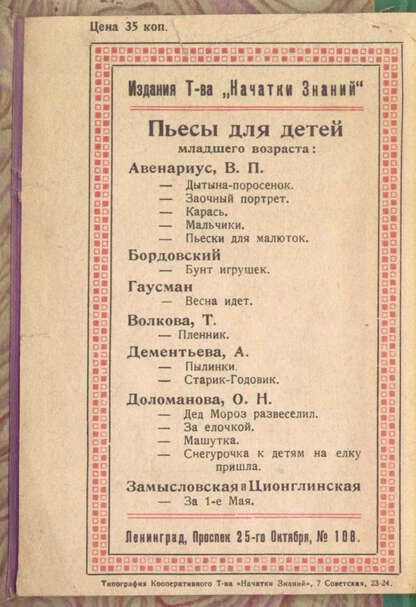 Цена 35 коп.
Издания Т-ва „Начатки Знаний“
Пьесы для детей
младшего возраста:
Авенариус, В. П.
— Дытына-поросенок.
— Заочный портрет.
— Карась.
— Мальчики.
— Пьески для малюток.
Бордовский
— Бунт игрушек.
Гаусман
— Весна идет.
Волкова, Т.
— Пленник.
Дементьева, А.
— Пылинки.
— Старик-Годовик.
Доломанова, О. Н.
— Дед Мороз развеселил.
— За елочкой.
— Машутка.
— Снегурочка к детям на елку
пришла.
Замысловская и Ционглинская
— За 1-е Мая.
Ленинград, Проспек 25-го Октября, № 108.
Типография Кооперативного Т-ва «Начатки Знаний», 7 Советская, 23-24.